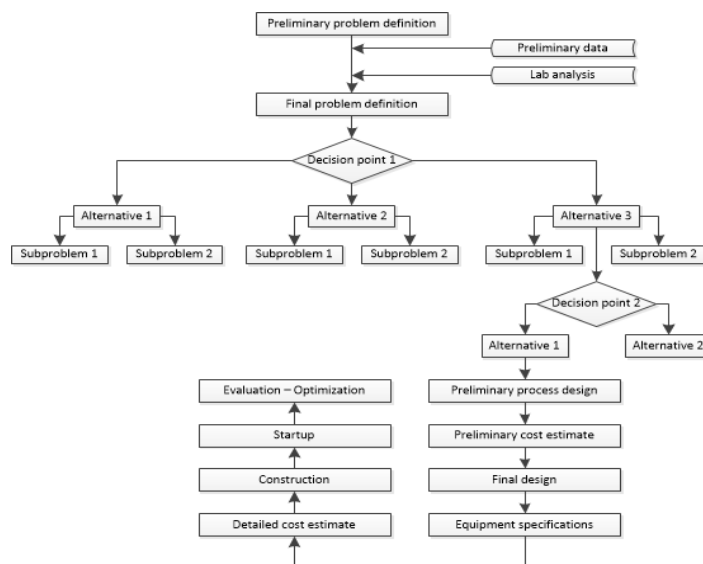 Preliminary problem definition
Preliminary data
Lab analysis
Final problem definition
Decision point 1
Alternative 1
Alternative 2
Alternative 3
Subproblem 1
Subproblem 2
Subproblem 1
Subproblem 2
Subproblem 1
Subproblem 2
Decision point 2
Alternative 1
Alternative 2
Preliminary process design
Preliminary cost estimate
Final design
Equipment specifications
Detailed cost estimate
Construction
Startup
Evaluation – Optimization